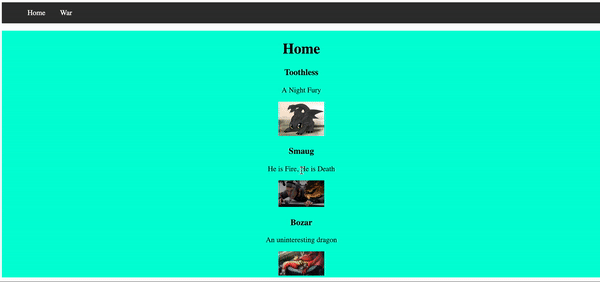 Home War
Home
Toothless
A Night Fury
Smaug
He is Fire, He is Death
Bozar
An uninteresting dragon